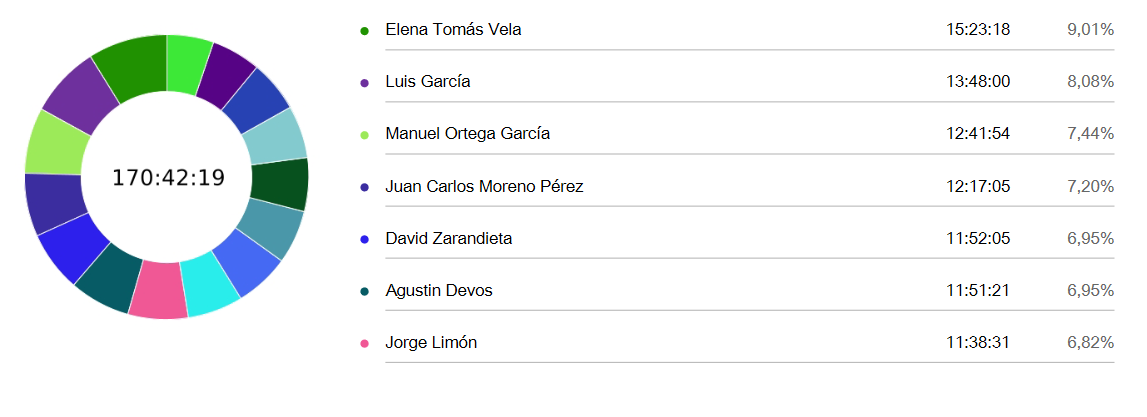 170:42:19
Elena Tomás Vela 15:23:18 9,01%
Luis García 13:48:00 8,08%
Manuel Ortega García 12:41:54 7,44%
Juan Carlos Moreno Pérez 12:17:05 7,20%
David Zarandieta 11:52:05 6,95%
Agustin Devos 11:51:21 6,95%
Jorge Limón 11:38:31 6,82%